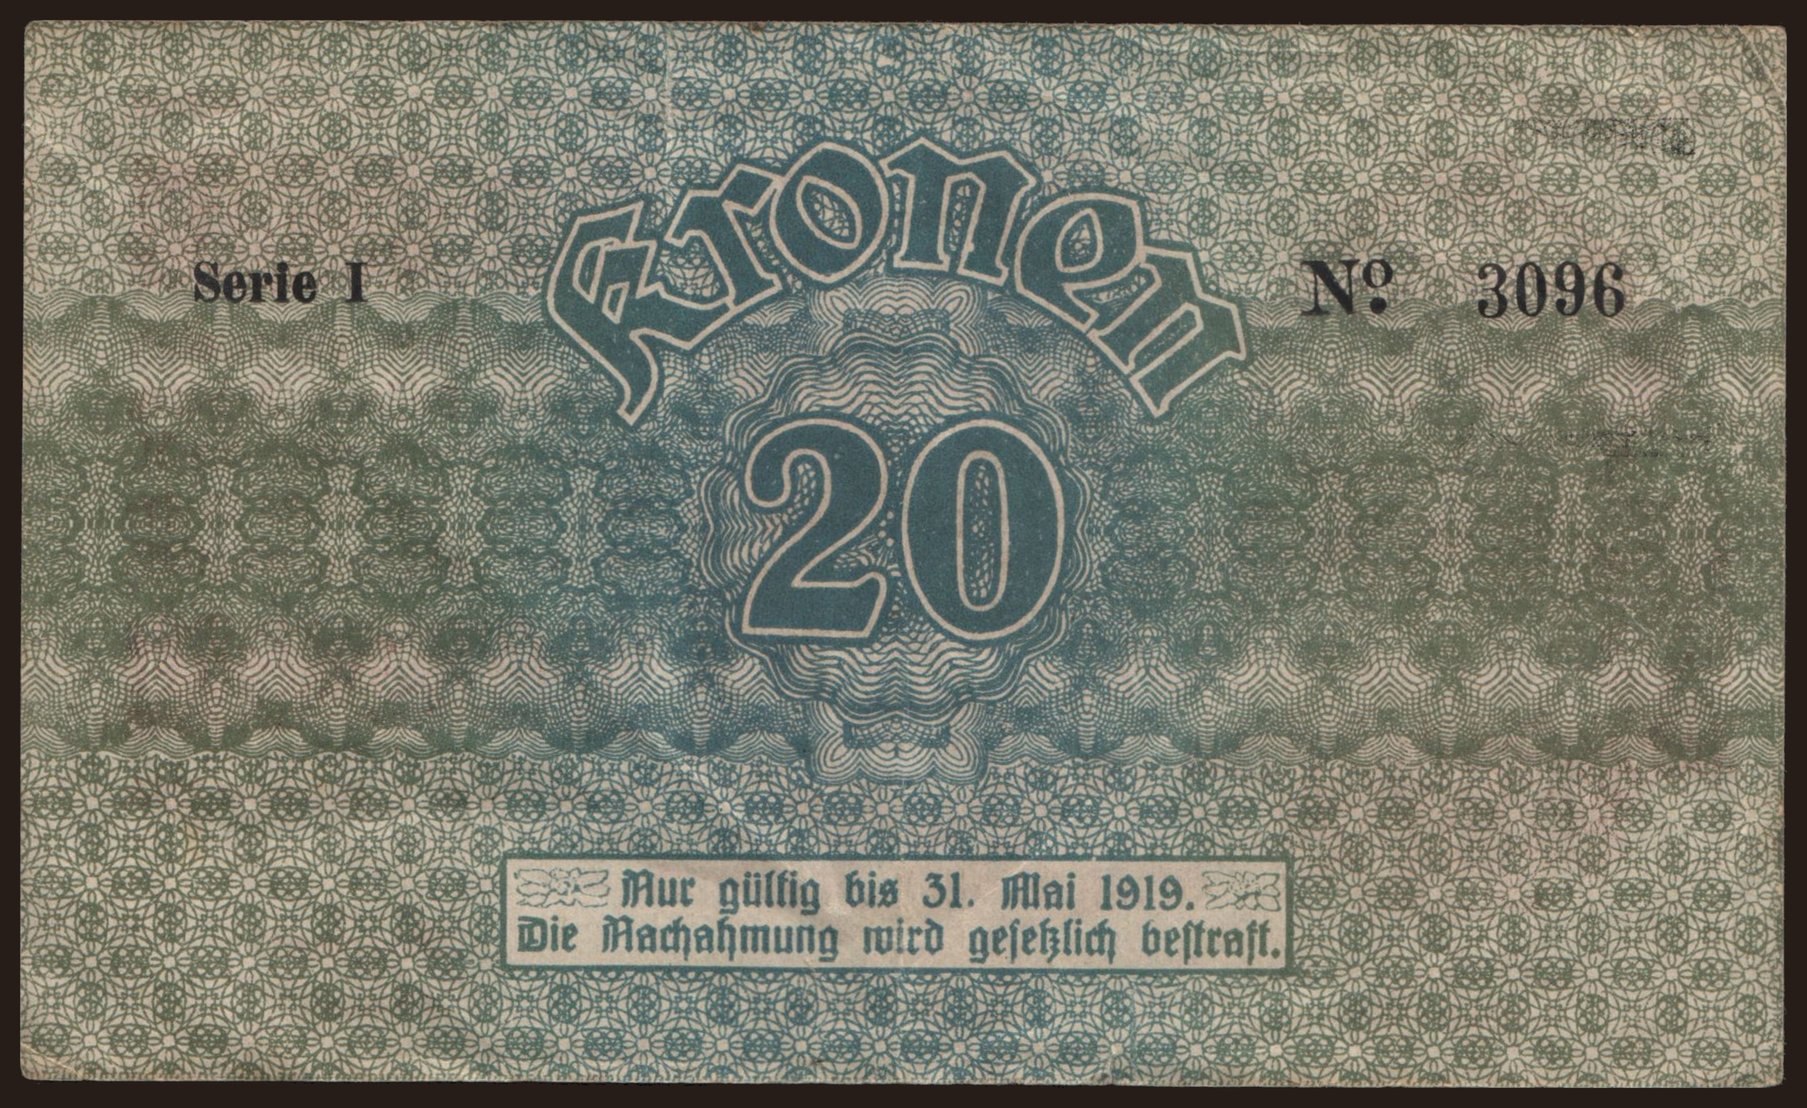 Kronen
Serie I
Nº 3096
20
Nur gültig bis 31. Mai 1919.
Die Nachahmung wird gesetzlich bestraft.